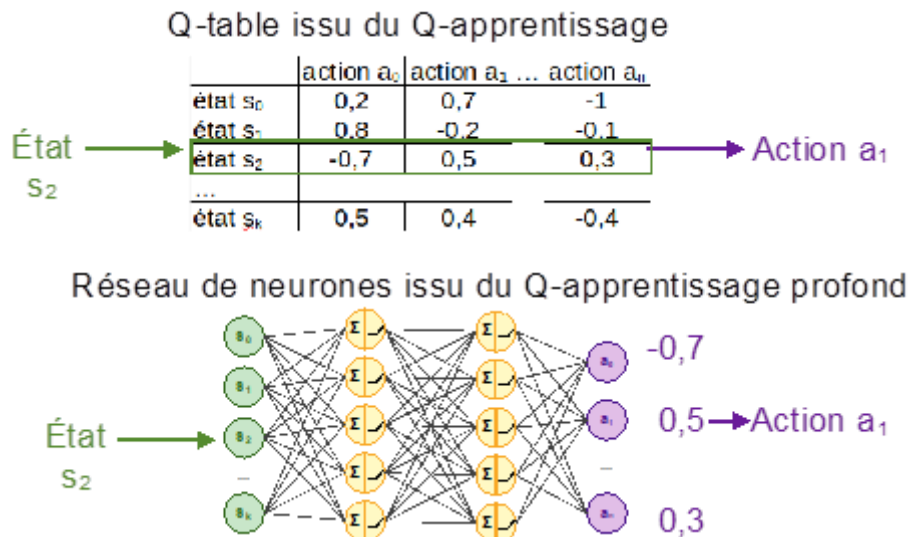 Q-table issu du Q-apprentissage
action a₀ action a₁ ... action aₙ
état s₀ 0,2 0,7 -1
état s₁ 0,8 -0,2 -0,1
état s₂ -0,7 0,5 0,3
...
état sₖ 0,5 0,4 -0,4
État
s₂
Action a₁
Réseau de neurones issu du Q-apprentissage profond
s₀ Σ Σ
a₀ -0,7
s₁ Σ Σ
a₁ 0,5 Action a₁
État
s₂
s₂ Σ Σ
...
Σ Σ
...
sₖ Σ Σ
aₙ 0,3